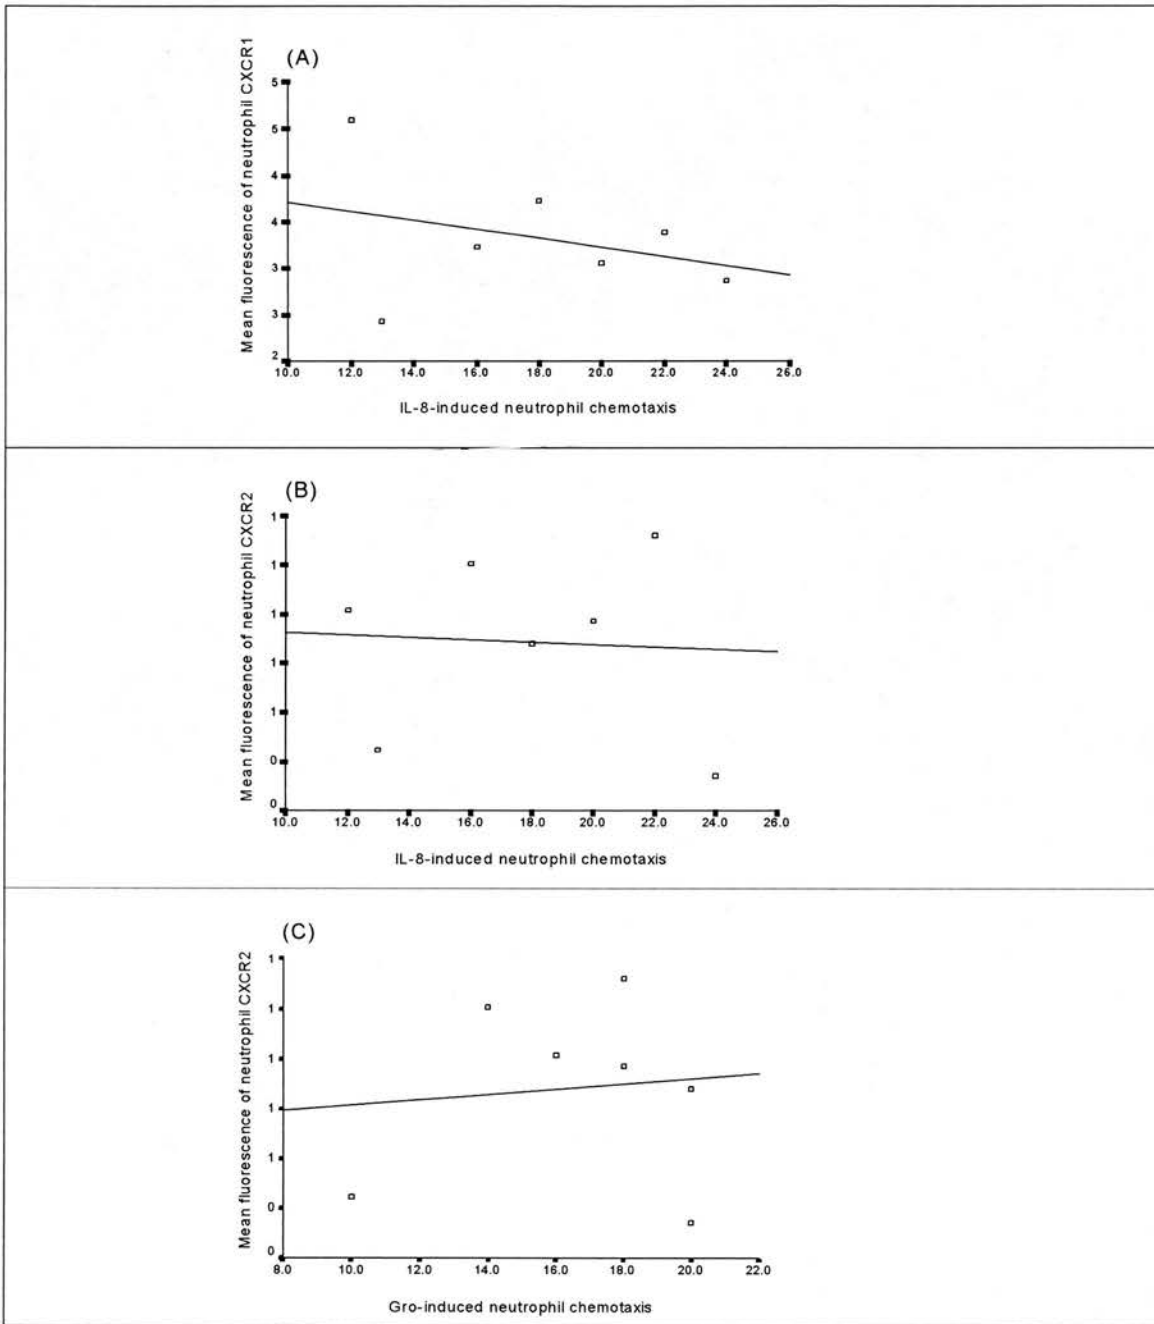 (A)
Mean fluorescence of neutrophil CXCR1
5
5
4
4
3
3
2
10.0 12.0 14.0 16.0 18.0 20.0 22.0 24.0 26.0
IL-8-induced neutrophil chemotaxis
(B)
Mean fluorescence of neutrophil CXCR2
1
1
1
1
1
0
0
10.0 12.0 14.0 16.0 18.0 20.0 22.0 24.0 26.0
IL-8-induced neutrophil chemotaxis
(C)
Mean fluorescence of neutrophil CXCR2
1
1
1
1
1
0
0
8.0 10.0 12.0 14.0 16.0 18.0 20.0 22.0
Gro-induced neutrophil chemotaxis